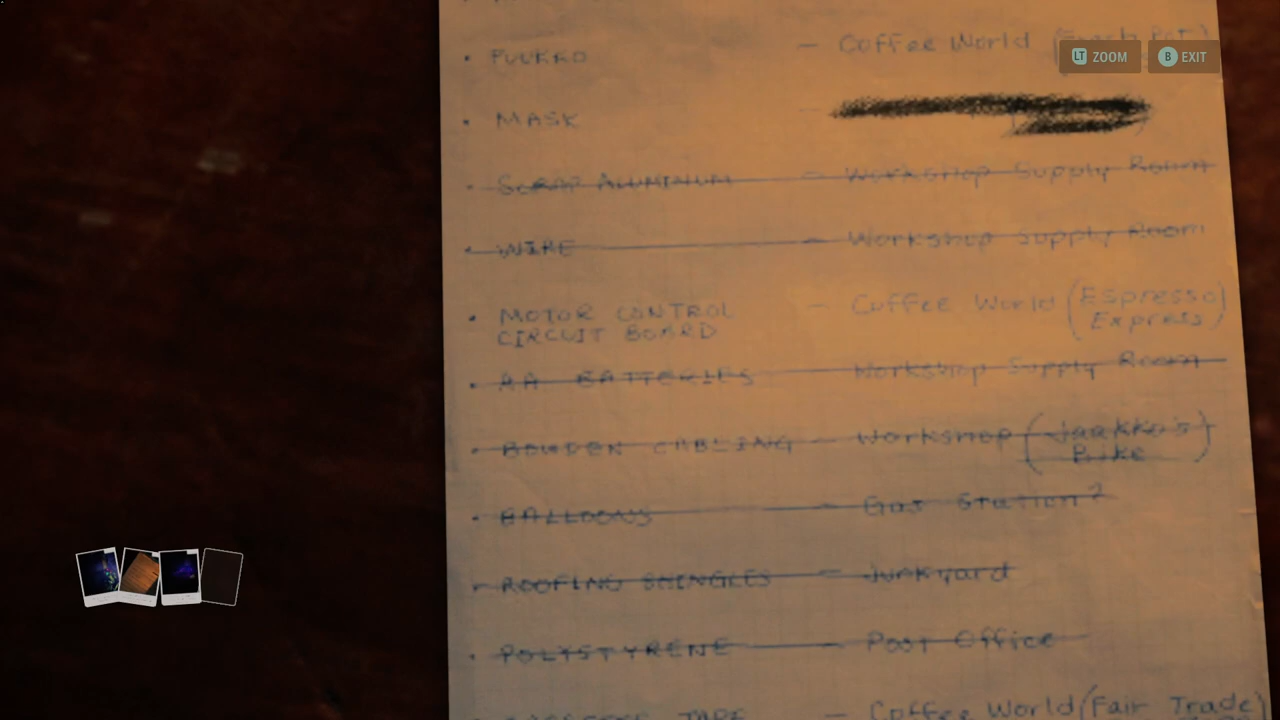 • PUUKKO – Coffee World
LT ZOOM
B EXIT
• MASK –
• SCRAP ALUMINUM – Workshop Supply Room
• WIRE – Workshop Supply Room
• MOTOR CONTROL – Coffee World (Espresso
CIRCUIT BOARD Express)
• AA BATTERIES – Workshop Supply Room
• BOWDEN CABLING – Workshop (Jaakko's
Bike)
• BALLOONS – Gas Station?
• ROOFING SHINGLES – Junkyard
• POLYSTYRENE – Post Office
TAPE – Coffee World (Fair Trade)